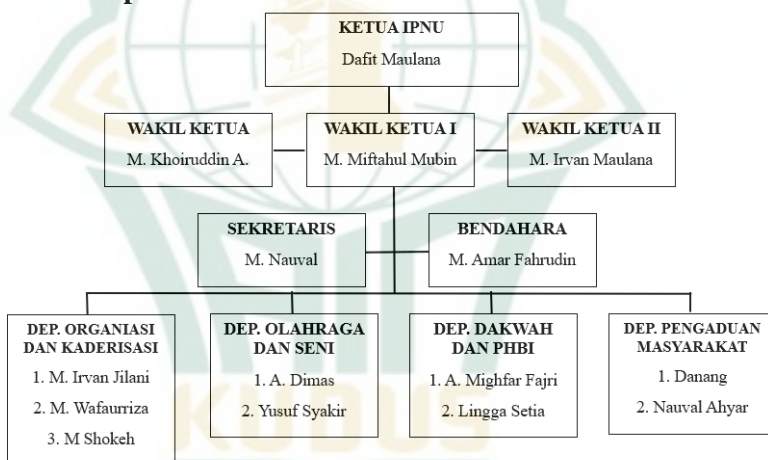 KETUA IPNU
Dafit Maulana
WAKIL KETUA
M. Khoiruddin A.
WAKIL KETUA I
M. Miftahul Mubin
WAKIL KETUA II
M. Irvan Maulana
SEKRETARIS
M. Nauval
BENDAHARA
M. Amar Fahrudin
DEP. ORGANIASI
DAN KADERISASI
1. M. Irvan Jilani
2. M. Wafaurriza
3. M Shokeh
DEP. OLAHRAGA
DAN SENI
1. A. Dimas
2. Yusuf Syakir
DEP. DAKWAH
DAN PHBI
1. A. Mighfar Fajri
2. Lingga Setia
DEP. PENGADUAN
MASYARAKAT
1. Danang
2. Nauval Ahyar
KUDUS